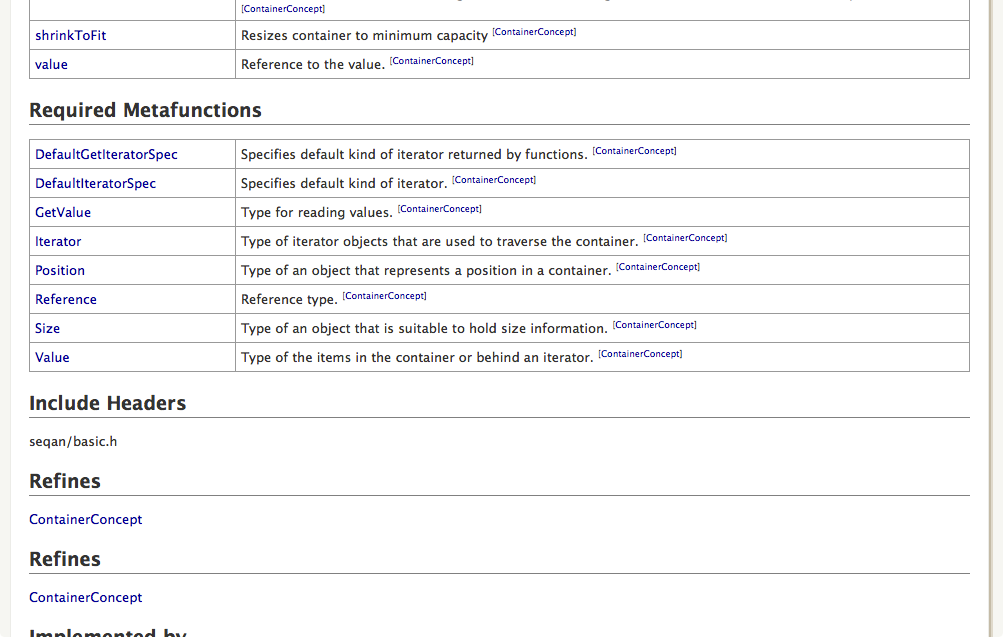 [ContainerConcept]
shrinkToFit Resizes container to minimum capacity [ContainerConcept]
value Reference to the value. [ContainerConcept]
Required Metafunctions
DefaultGetIteratorSpec Specifies default kind of iterator returned by functions. [ContainerConcept]
DefaultIteratorSpec Specifies default kind of iterator. [ContainerConcept]
GetValue Type for reading values. [ContainerConcept]
Iterator Type of iterator objects that are used to traverse the container. [ContainerConcept]
Position Type of an object that represents a position in a container. [ContainerConcept]
Reference Reference type. [ContainerConcept]
Size Type of an object that is suitable to hold size information. [ContainerConcept]
Value Type of the items in the container or behind an iterator. [ContainerConcept]
Include Headers
seqan/basic.h
Refines
ContainerConcept
Refines
ContainerConcept
Implemented by